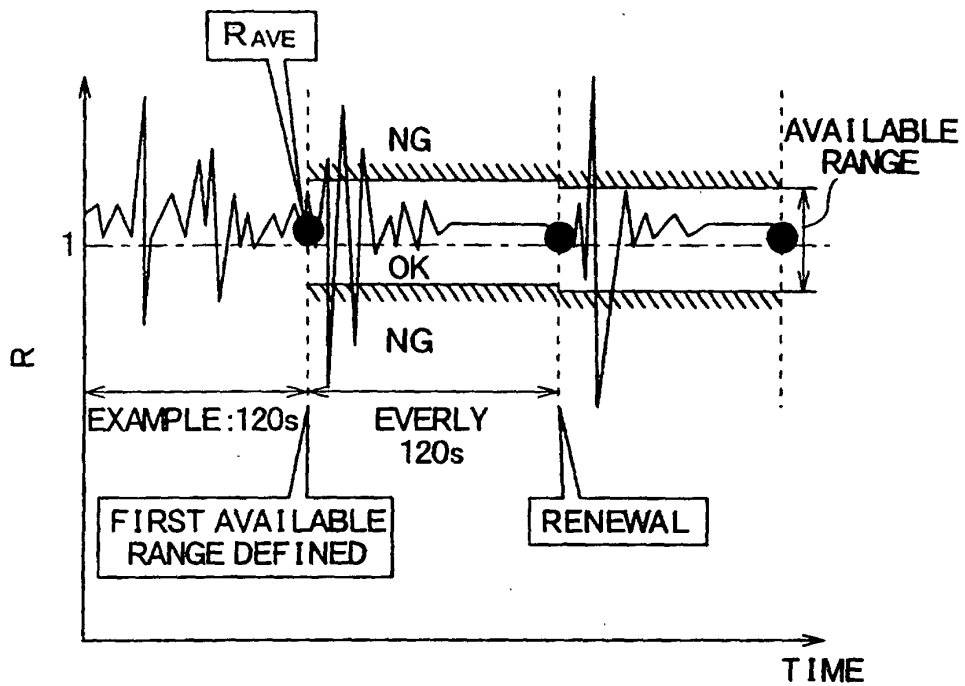 RAVE
NG
AVAILABLE
RANGE
1
OK
NG
R
EXAMPLE:120s
EVERLY
120s
FIRST AVAILABLE
RANGE DEFINED
RENEWAL
TIME